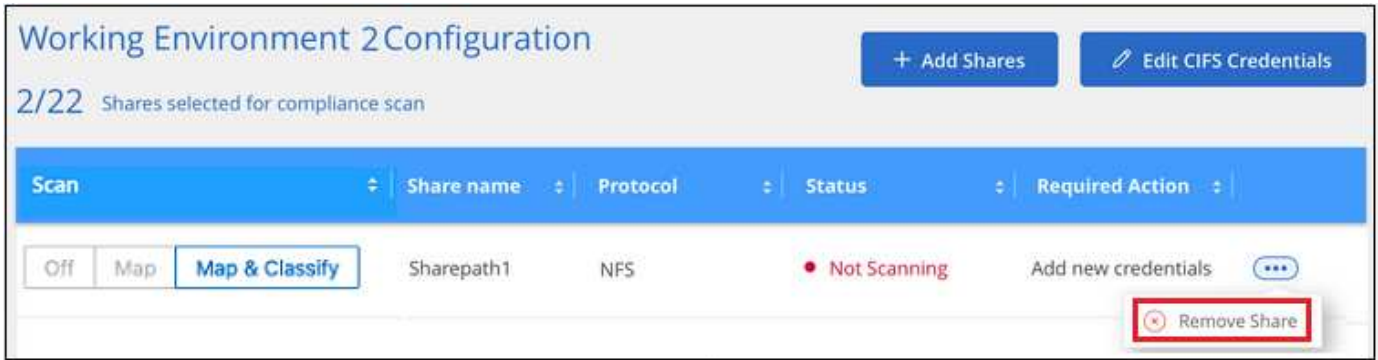 Working Environment 2 Configuration
+ Add Shares
Edit CIFS Credentials
2/22 Shares selected for compliance scan
Scan Share name Protocol Status Required Action
Off Map Map & Classify Sharepath1 NFS Not Scanning Add new credentials
Remove Share